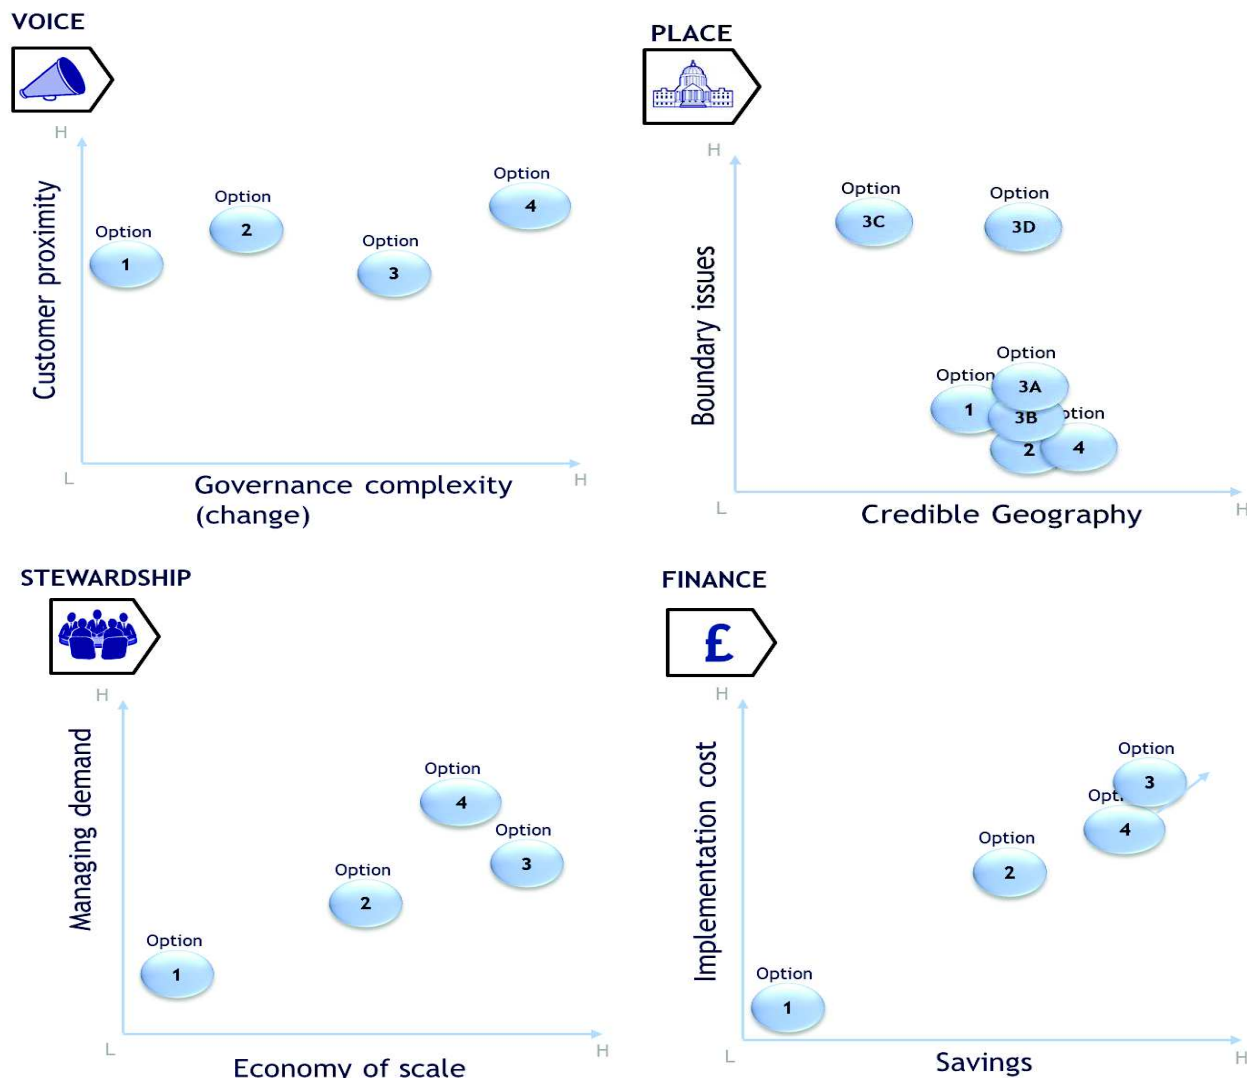 VOICE
H
Customer proximity
Option
1
Option
2
Option
3
Option
4
L
Governance complexity
(change)
H
PLACE
H
Boundary issues
Option
3C
Option
3D
Option
3A
Option
1
3B
ption
2
4
L
Credible Geography
H
STEWARDSHIP
H
Managing demand
Option
4
Option
3
Option
2
Option
1
L
Economy of scale
H
FINANCE
£
H
Implementation cost
Option
3
Opt
4
Option
2
Option
1
L
Savings
H